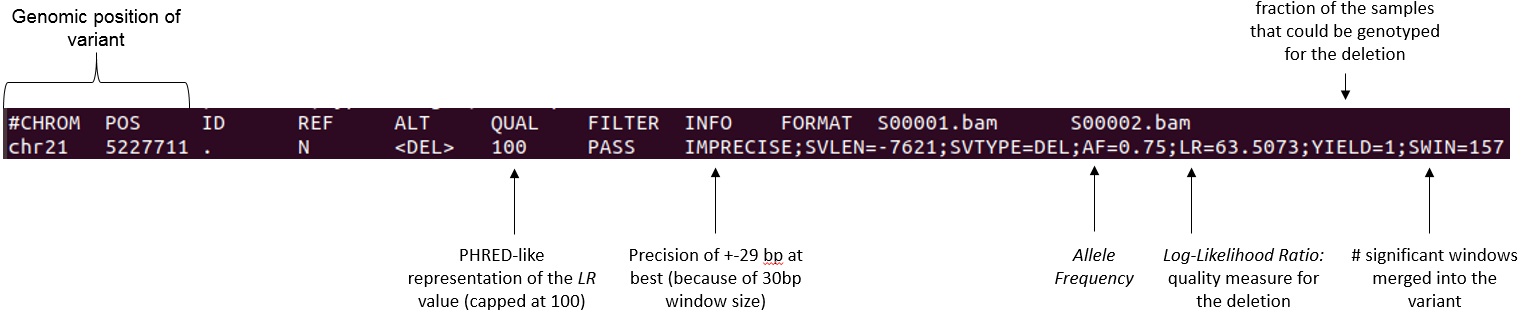 Genomic position of
variant
fraction of the samples
that could be genotyped
for the deletion
#CHROM POS ID REF ALT QUAL FILTER INFO FORMAT S00001.bam S00002.bam
chr21 5227711 . N <DEL> 100 PASS IMPRECISE;SVLEN=-7621;SVTYPE=DEL;AF=0.75;LR=63.5073;YIELD=1;SWIN=157
PHRED-like
representation of the LR
value (capped at 100)
Precision of +-29 bp at
best (because of 30bp
window size)
Allele
Frequency
Log-Likelihood Ratio:
quality measure for
the deletion
# significant windows
merged into the
variant